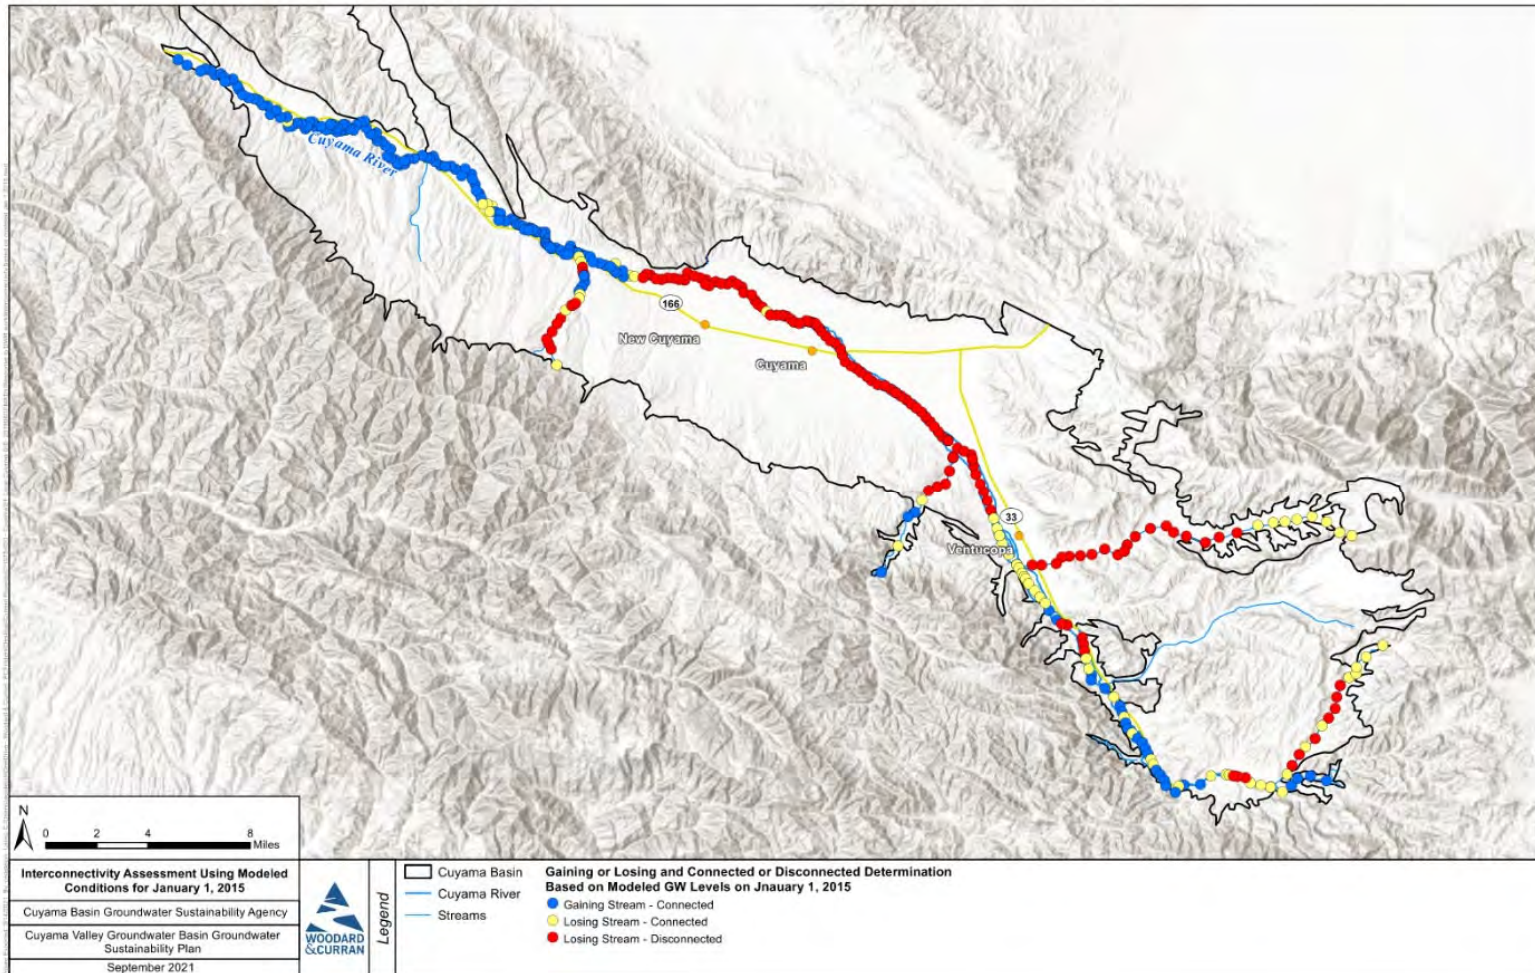 Cuyama River
166
New Cuyama
Cuyama
33
Ventucopa
N
0 2 4 8
Miles
Interconnectivity Assessment Using Modeled
Conditions for January 1, 2015
Cuyama Basin Groundwater Sustainability Agency
Cuyama Valley Groundwater Basin Groundwater
Sustainability Plan
September 2021
WOODARD
&CURRAN
Legend
Cuyama Basin
Cuyama River
Streams
Gaining or Losing and Connected or Disconnected Determination
Based on Modeled GW Levels on Jnauary 1, 2015
Gaining Stream - Connected
Losing Stream - Connected
Losing Stream - Disconnected